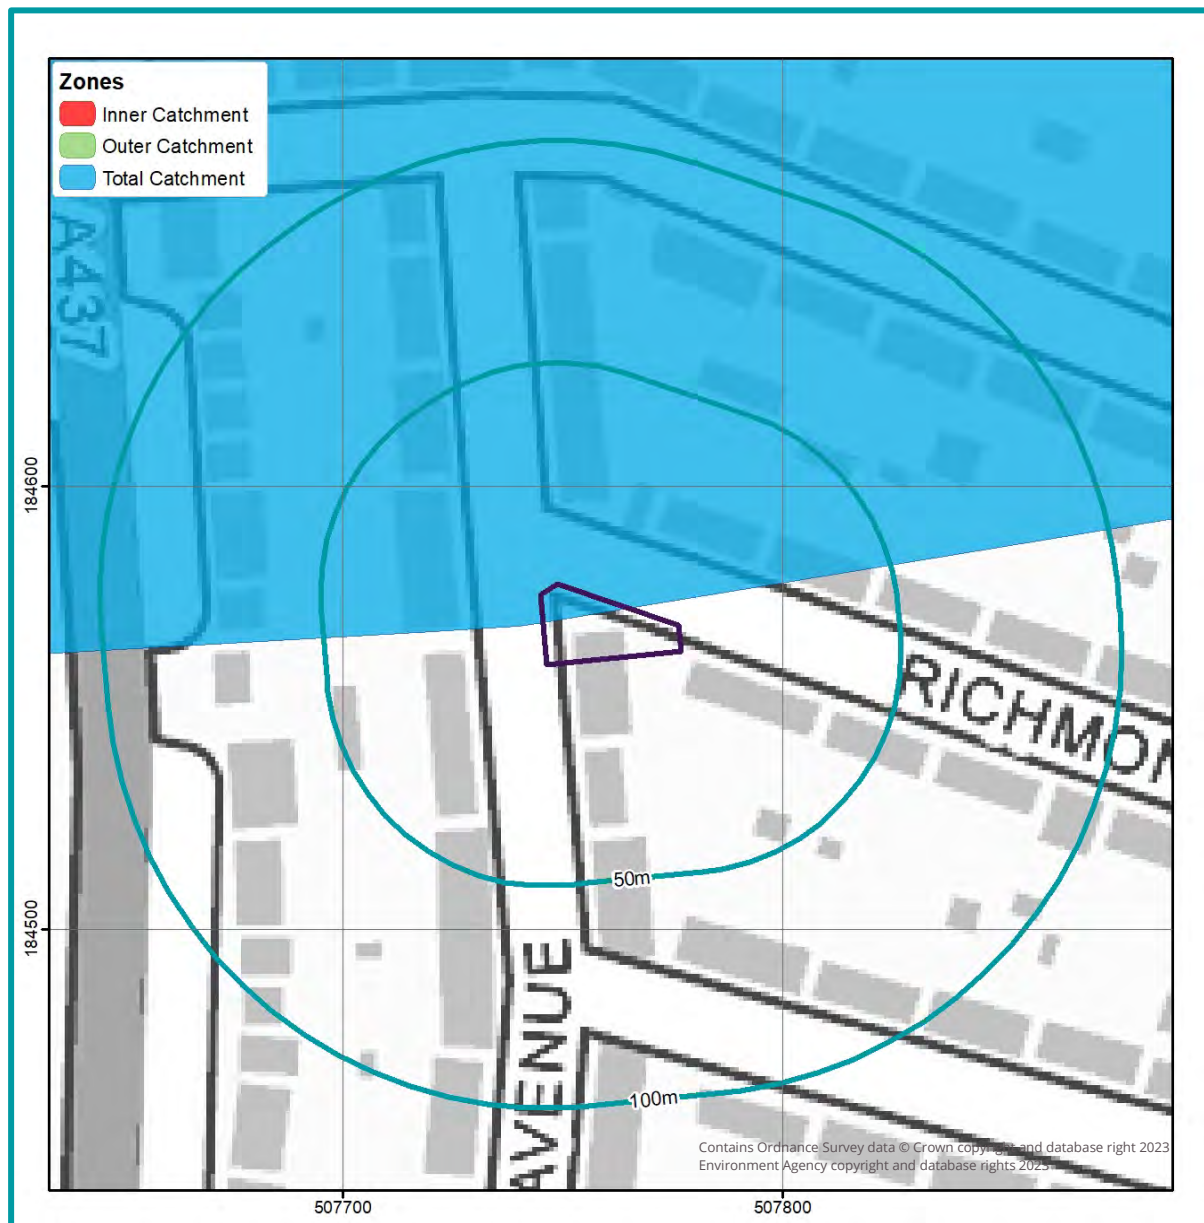 Zones
Inner Catchment
Outer Catchment
Total Catchment
A437
184600
RICHMON
50m
184500
AVENUE
100m
Contains Ordnance Survey data © Crown copyright and database right 2023
Environment Agency copyright and database rights 2023
507700
507800